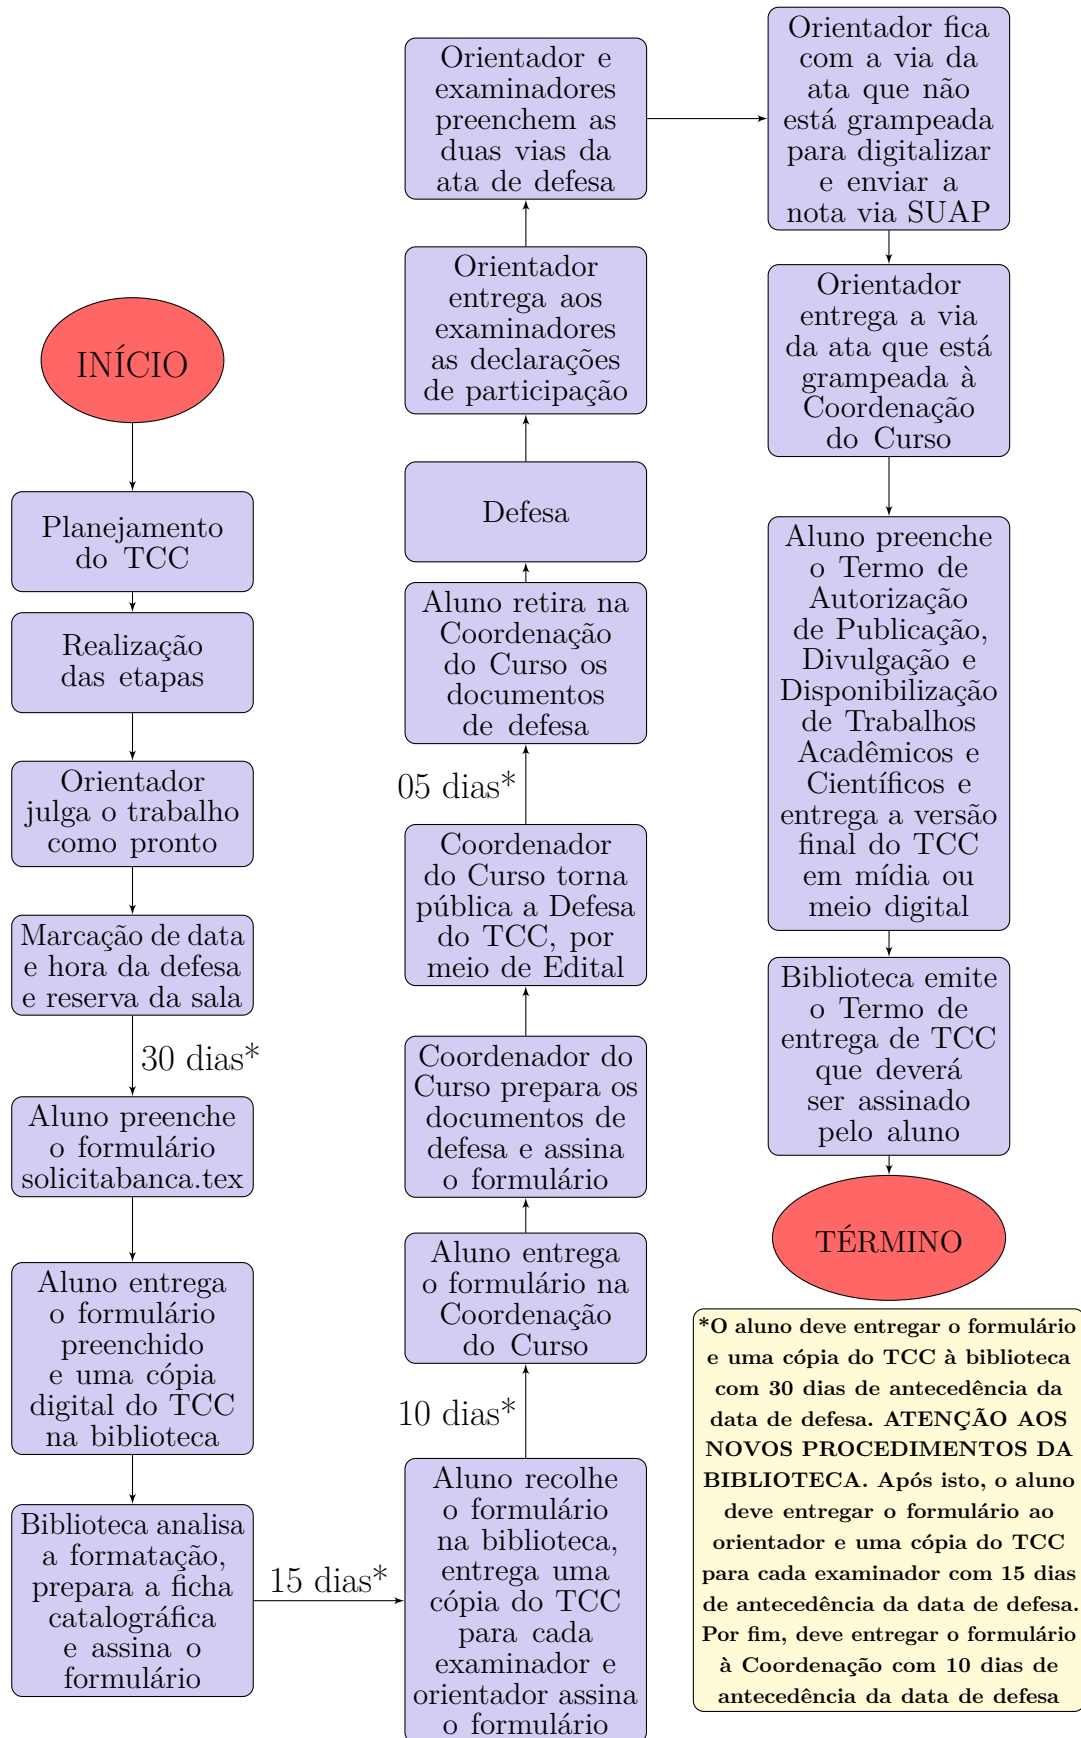 INÍCIO
Planejamento
do TCC
Realização
das etapas
Orientador
julga o trabalho
como pronto
Marcação de data
e hora da defesa
e reserva da sala
30 dias*
Aluno preenche
o formulário
solicitabanca.tex
Aluno entrega
o formulário
preenchido
e uma cópia
digital do TCC
na biblioteca
Biblioteca analisa
a formatação,
prepara a ficha
catalográfica
e assina o
formulário
15 dias*
Aluno recolhe
o formulário
na biblioteca,
entrega uma
cópia do TCC
para cada
examinador e
orientador assina
o formulário
10 dias*
Aluno entrega
o formulário na
Coordenação
do Curso
Coordenador do
Curso prepara os
documentos de
defesa e assina
o formulário
Coordenador
do Curso torna
pública a Defesa
do TCC, por
meio de Edital
05 dias*
Aluno retira na
Coordenação
do Curso os
documentos
de defesa
Defesa
Orientador
entrega aos
examinadores
as declarações
de participação
Orientador e
examinadores
preenchem as
duas vias da
ata de defesa
Orientador fica
com a via da
ata que não
está grampeada
para digitalizar
e enviar a
nota via SUAP
Orientador
entrega a via
da ata que está
grampeada à
Coordenação
do Curso
Aluno preenche
o Termo de
Autorização
de Publicação,
Divulgação e
Disponibilização
de Trabalhos
Acadêmicos e
Científicos e
entrega a versão
final do TCC
em mídia ou
meio digital
Biblioteca emite
o Termo de
entrega de TCC
que deverá
ser assinado
pelo aluno
TÉRMINO
*O aluno deve entregar o formulário
e uma cópia do TCC à biblioteca
com 30 dias de antecedência da
data de defesa. ATENÇÃO AOS
NOVOS PROCEDIMENTOS DA
BIBLIOTECA. Após isto, o aluno
deve entregar o formulário ao
orientador e uma cópia do TCC
para cada examinador com 15 dias
de antecedência da data de defesa.
Por fim, deve entregar o formulário
à Coordenação com 10 dias de
antecedência da data de defesa